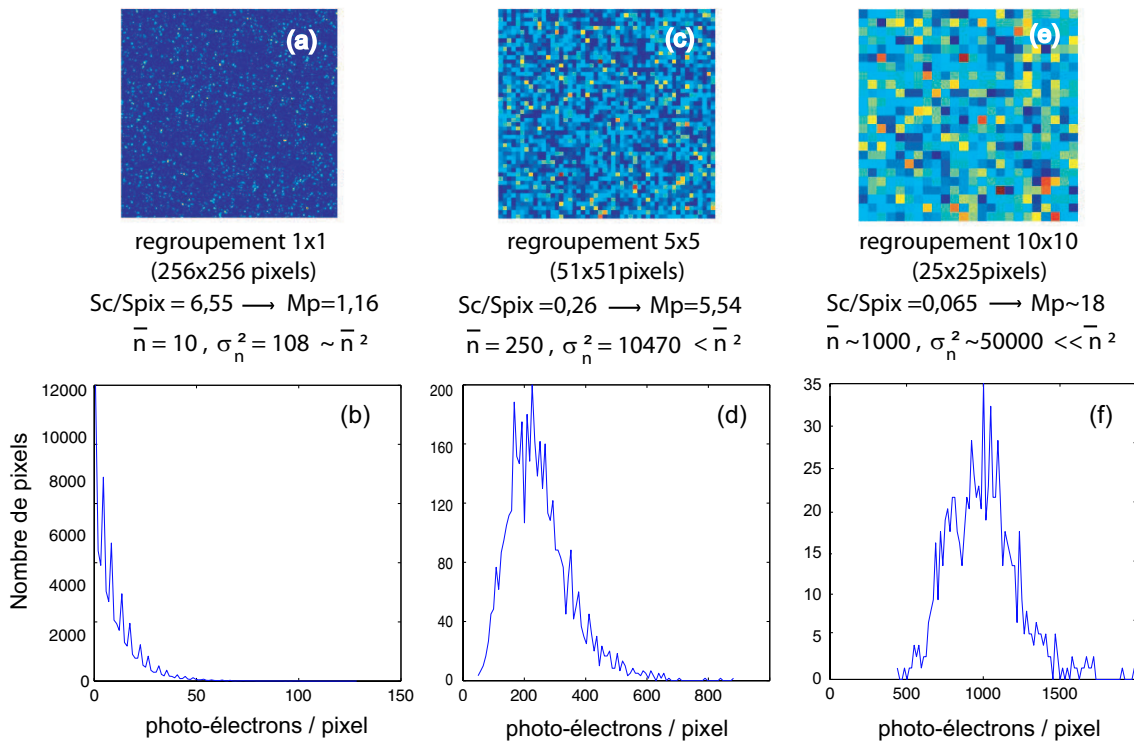 (a)
(c)
(e)
regroupement 1x1
(256x256 pixels)
Sc/Spix = 6,55 → Mp=1,16
n̄ = 10 , σₙ² = 108 ~ n̄ ²
regroupement 5x5
(51x51pixels)
Sc/Spix =0,26 → Mp=5,54
n̄ = 250 , σₙ² = 10470 < n̄ ²
regroupement 10x10
(25x25pixels)
Sc/Spix =0,065 → Mp~18
n̄ ~1000 , σₙ² ~50000 << n̄ ²
Nombre de pixels
12000
10000
8000
6000
4000
2000
0
(b)
0
50
100
150
photo-électrons / pixel
200
160
120
80
40
0
(d)
0
200
400
600
800
photo-électrons / pixel
35
30
25
20
15
10
5
0
(f)
0
500
1000
1500
photo-électrons / pixel